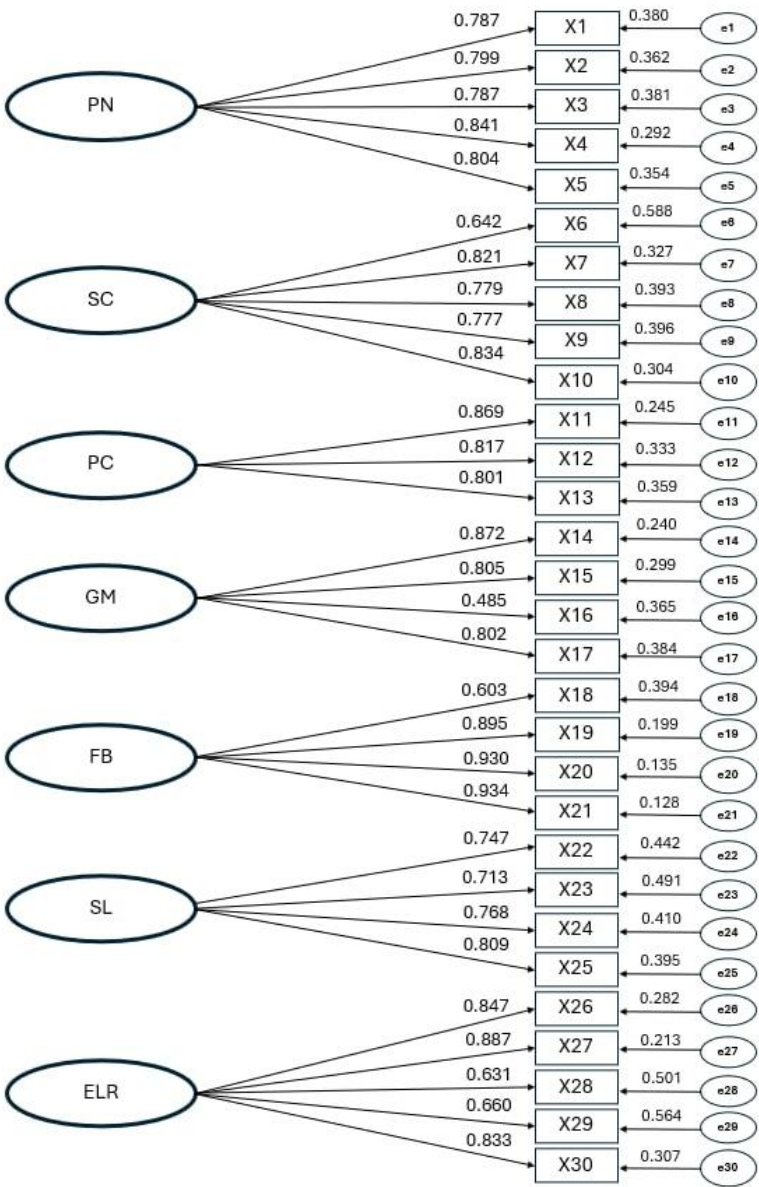 0.787 X1 0.380 e1
0.799 X2 0.362 e2
PN 0.787 X3 0.381 e3
0.841 X4 0.292 e4
0.804 X5 0.354 e5
0.642 X6 0.588 e6
0.821 X7 0.327 e7
SC 0.779 X8 0.393 e8
0.777 X9 0.396 e9
0.834 X10 0.304 e10
0.869 X11 0.245 e11
PC 0.817 X12 0.333 e12
0.801 X13 0.359 e13
0.872 X14 0.240 e14
0.805 X15 0.299 e15
GM 0.485 X16 0.365 e16
0.802 X17 0.384 e17
0.603 X18 0.394 e18
0.895 X19 0.199 e19
FB 0.930 X20 0.135 e20
0.934 X21 0.128 e21
0.747 X22 0.442 e22
0.713 X23 0.491 e23
SL 0.768 X24 0.410 e24
0.809 X25 0.395 e25
0.847 X26 0.282 e26
0.887 X27 0.213 e27
ELR 0.631 X28 0.501 e28
0.660 X29 0.564 e29
0.833 X30 0.307 e30